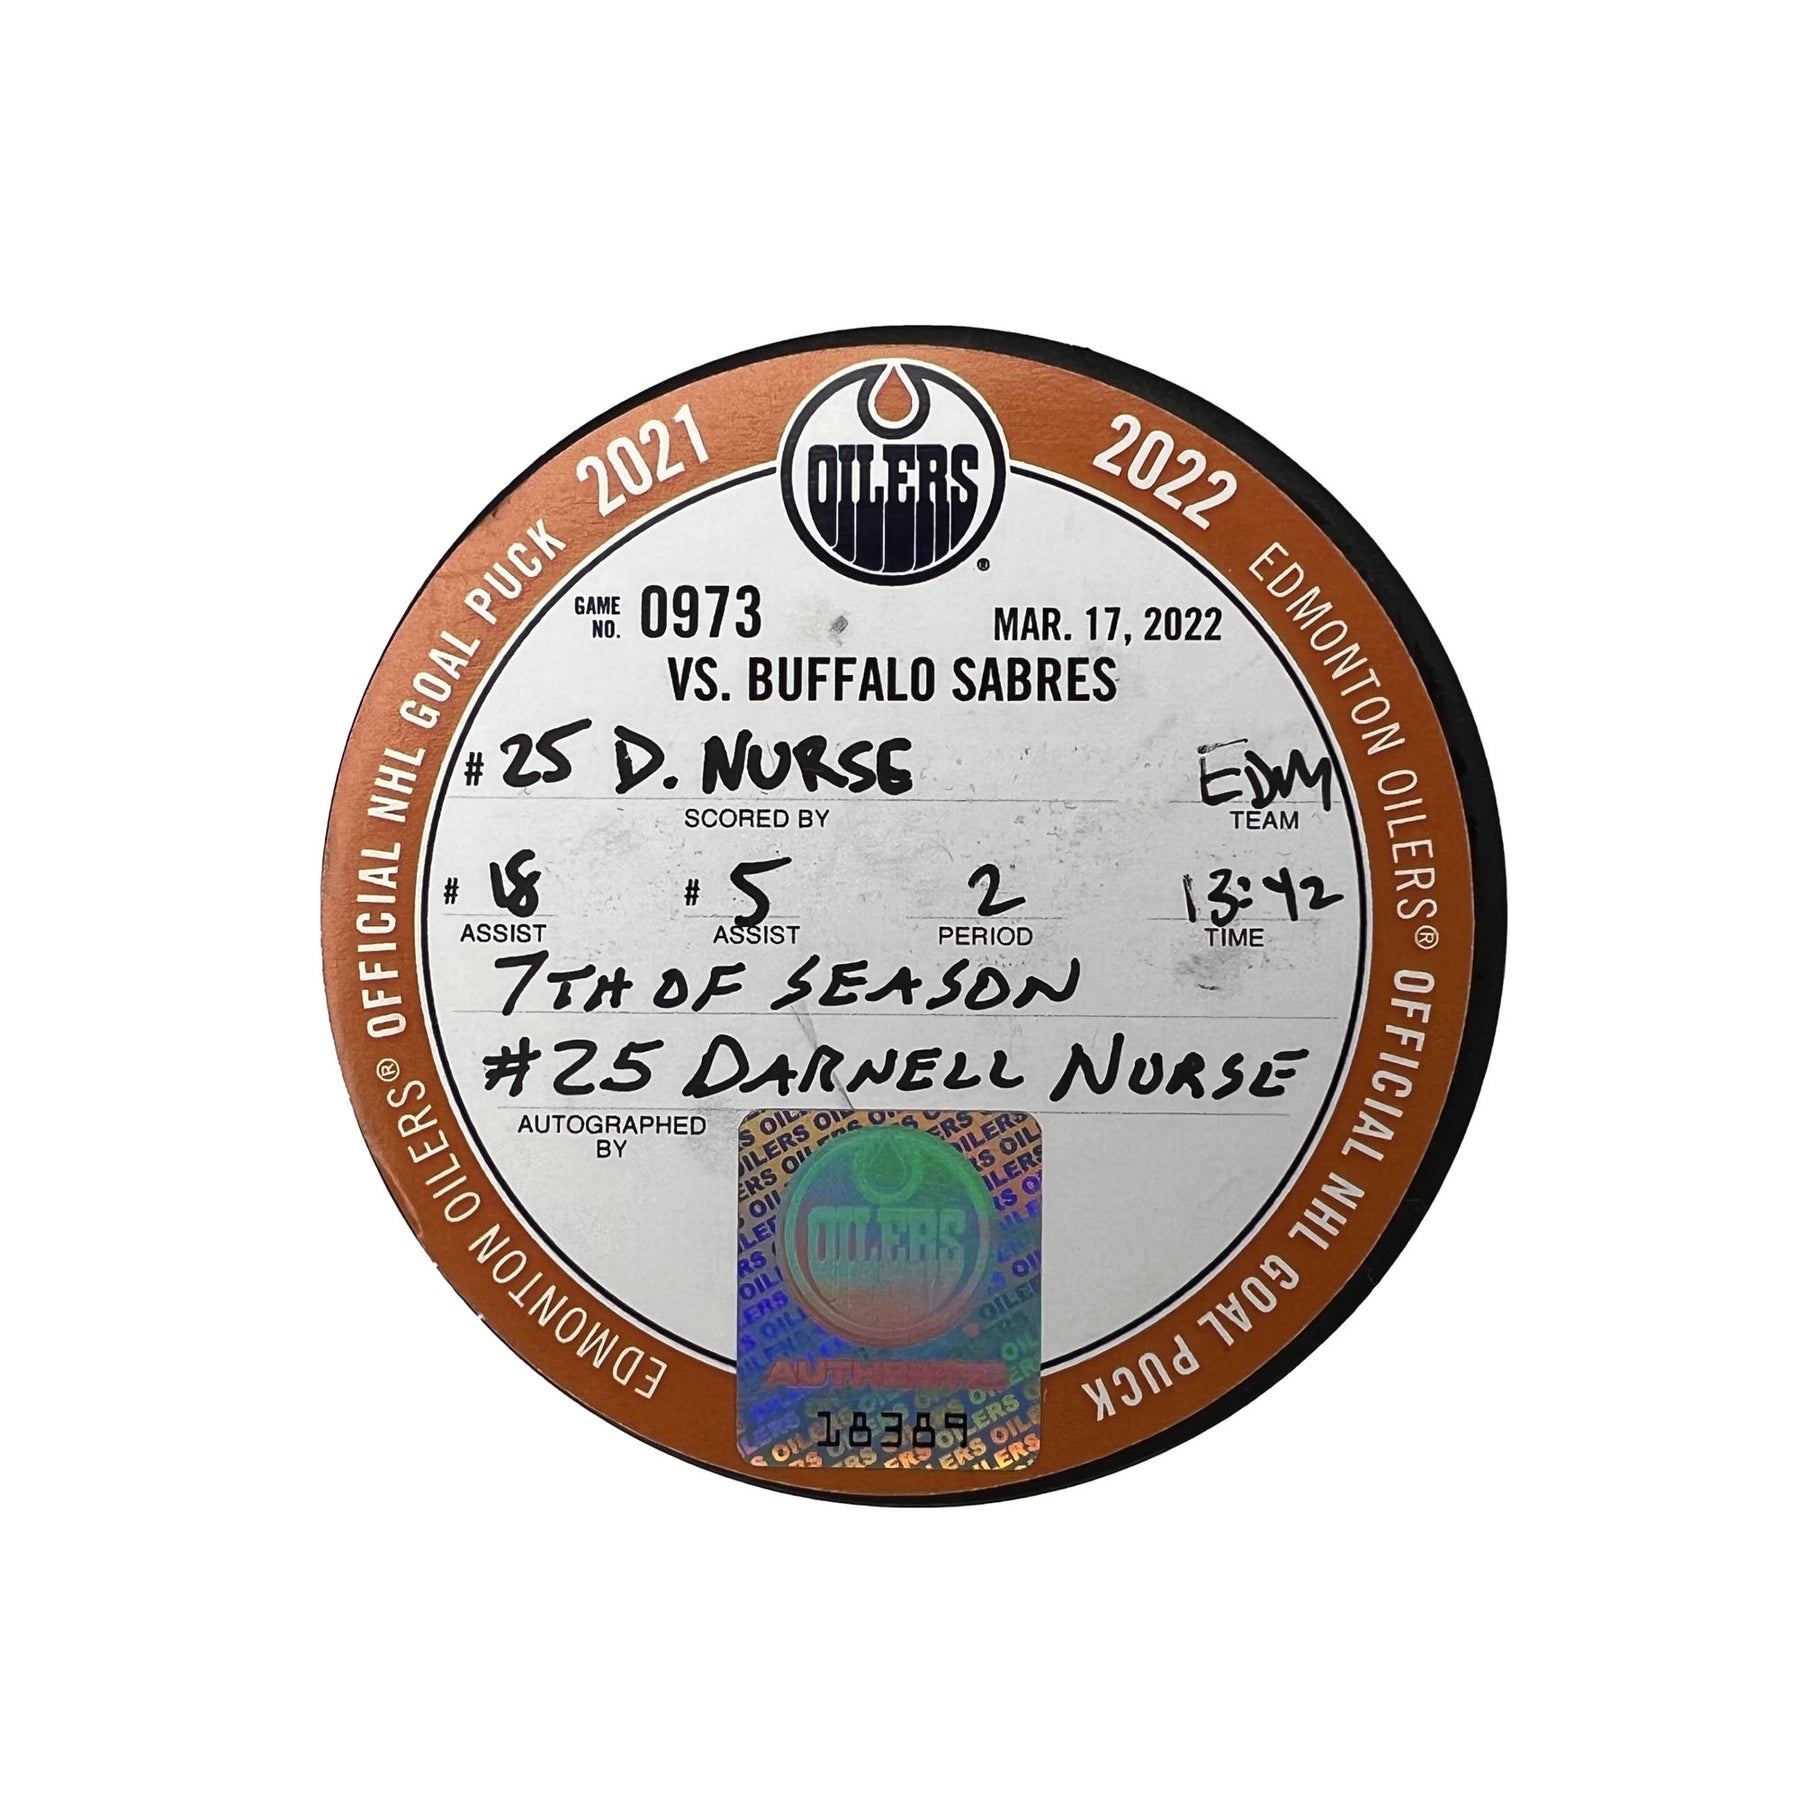 2021
2022
OILERS
OFFICIAL NHL GOAL PUCK
EDMONTON OILERS® OFFICIAL NHL GOAL PUCK
EDMONTON OILERS®
GAME NO. 0973
MAR. 17, 2022
VS. BUFFALO SABRES
# 25 D. NURSE EDM
SCORED BY TEAM
# 18 # 5 2 13:42
ASSIST ASSIST PERIOD TIME
7TH OF SEASON
#25 DARNELL NURSE
AUTOGRAPHED
BY
OILERS
AUTHENTIC
18389